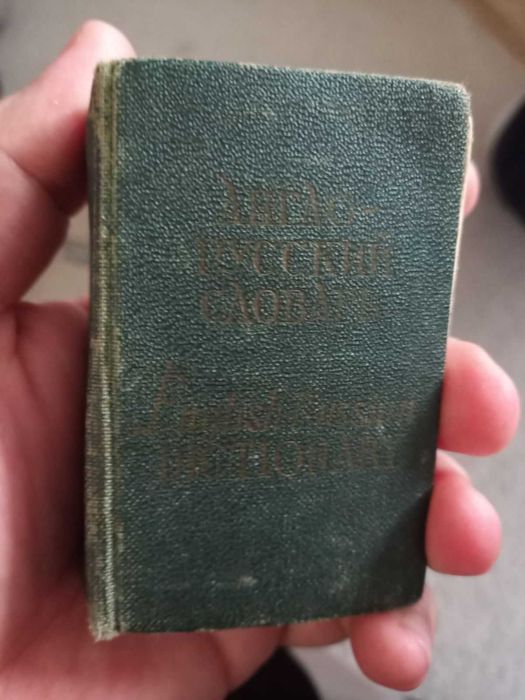 АНГЛО-
РУССКИЙ
СЛОВАРЬ
English-Russian
DICTIONARY